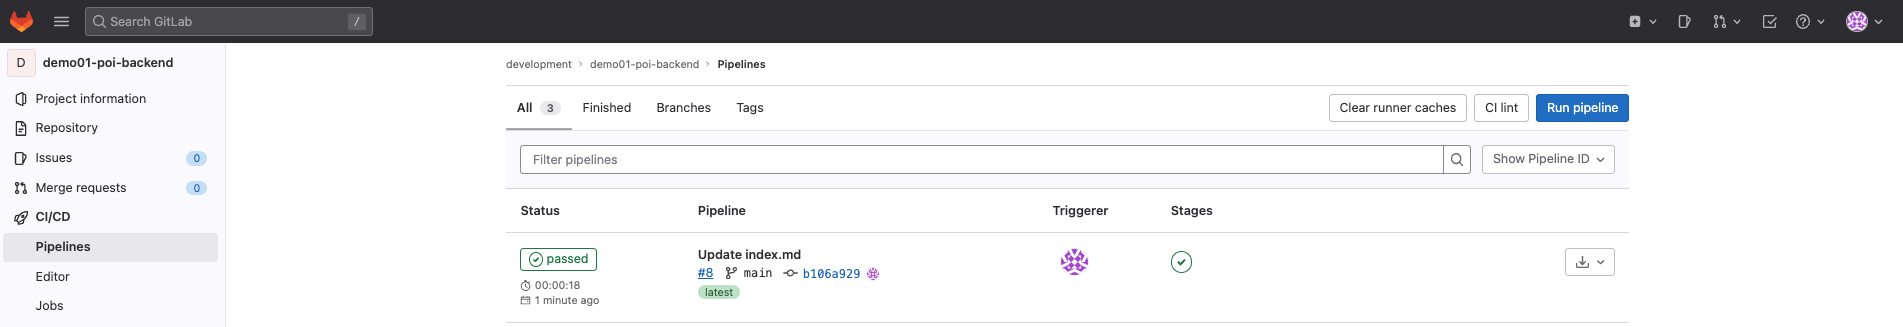 Search GitLab /
D demo01-poi-backend
Project information
Repository
Issues 0
Merge requests 0
CI/CD
Pipelines
Editor
Jobs
development > demo01-poi-backend > Pipelines
All 3 Finished Branches Tags Clear runner caches CI lint Run pipeline
Filter pipelines Show Pipeline ID
Status Pipeline Triggerer Stages
passed Update index.md
#8 main b106a929
00:00:18 latest
1 minute ago